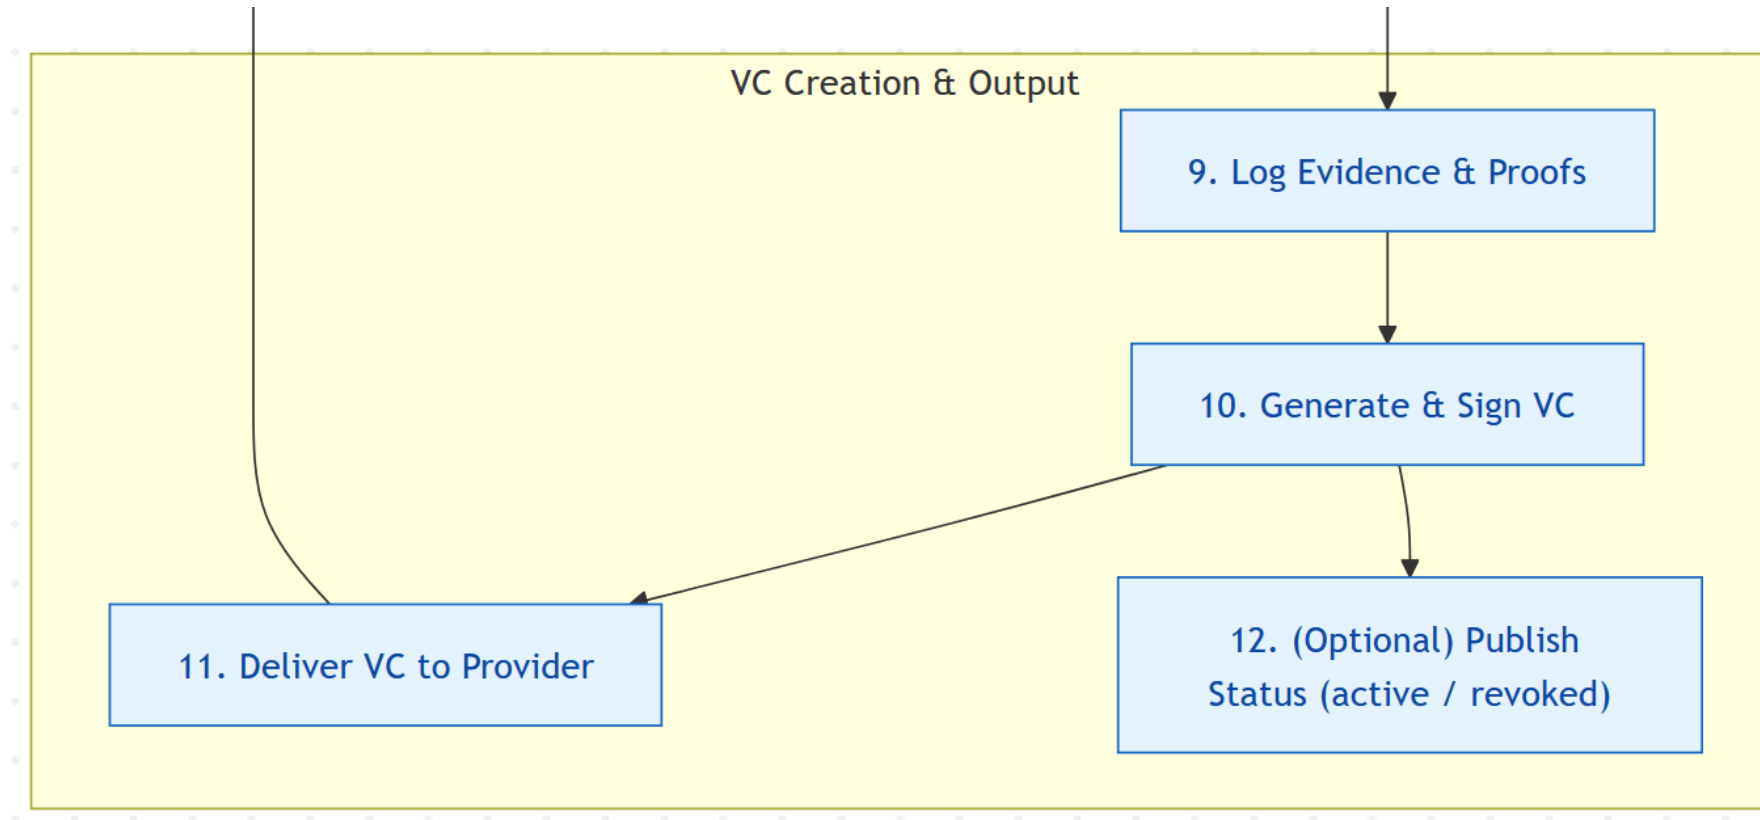 VC Creation & Output
9. Log Evidence & Proofs
10. Generate & Sign VC
11. Deliver VC to Provider
12. (Optional) Publish
Status (active / revoked)